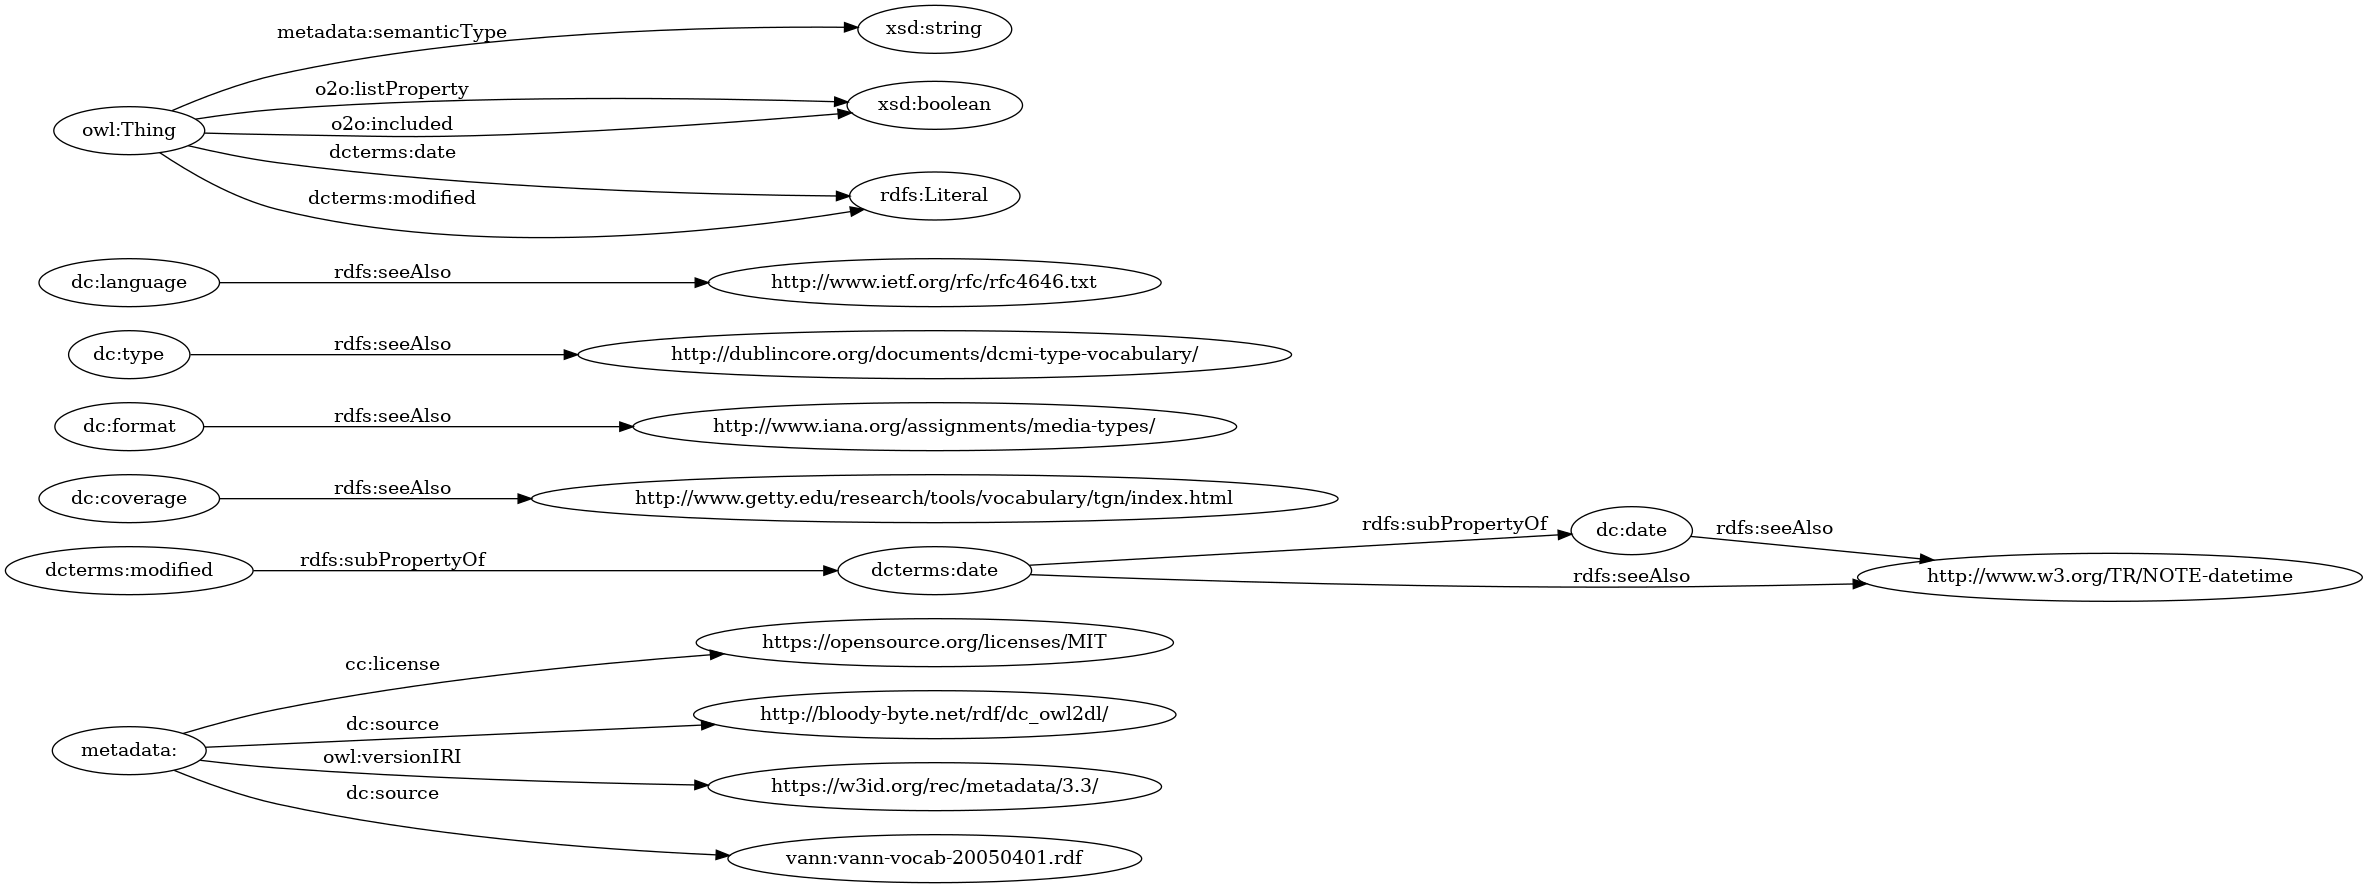 metadata:semanticType
xsd:string
o2o:listProperty
xsd:boolean
owl:Thing
o2o:included
dcterms:date
rdfs:Literal
dcterms:modified
dc:language
rdfs:seeAlso
http://www.ietf.org/rfc/rfc4646.txt
dc:type
rdfs:seeAlso
http://dublincore.org/documents/dcmi-type-vocabulary/
dc:format
rdfs:seeAlso
http://www.iana.org/assignments/media-types/
dc:coverage
rdfs:seeAlso
http://www.getty.edu/research/tools/vocabulary/tgn/index.html
rdfs:subPropertyOf
dc:date
rdfs:seeAlso
dcterms:modified
rdfs:subPropertyOf
dcterms:date
rdfs:seeAlso
http://www.w3.org/TR/NOTE-datetime
cc:license
https://opensource.org/licenses/MIT
dc:source
http://bloody-byte.net/rdf/dc_owl2dl/
metadata:
owl:versionIRI
https://w3id.org/rec/metadata/3.3/
dc:source
vann:vann-vocab-20050401.rdf